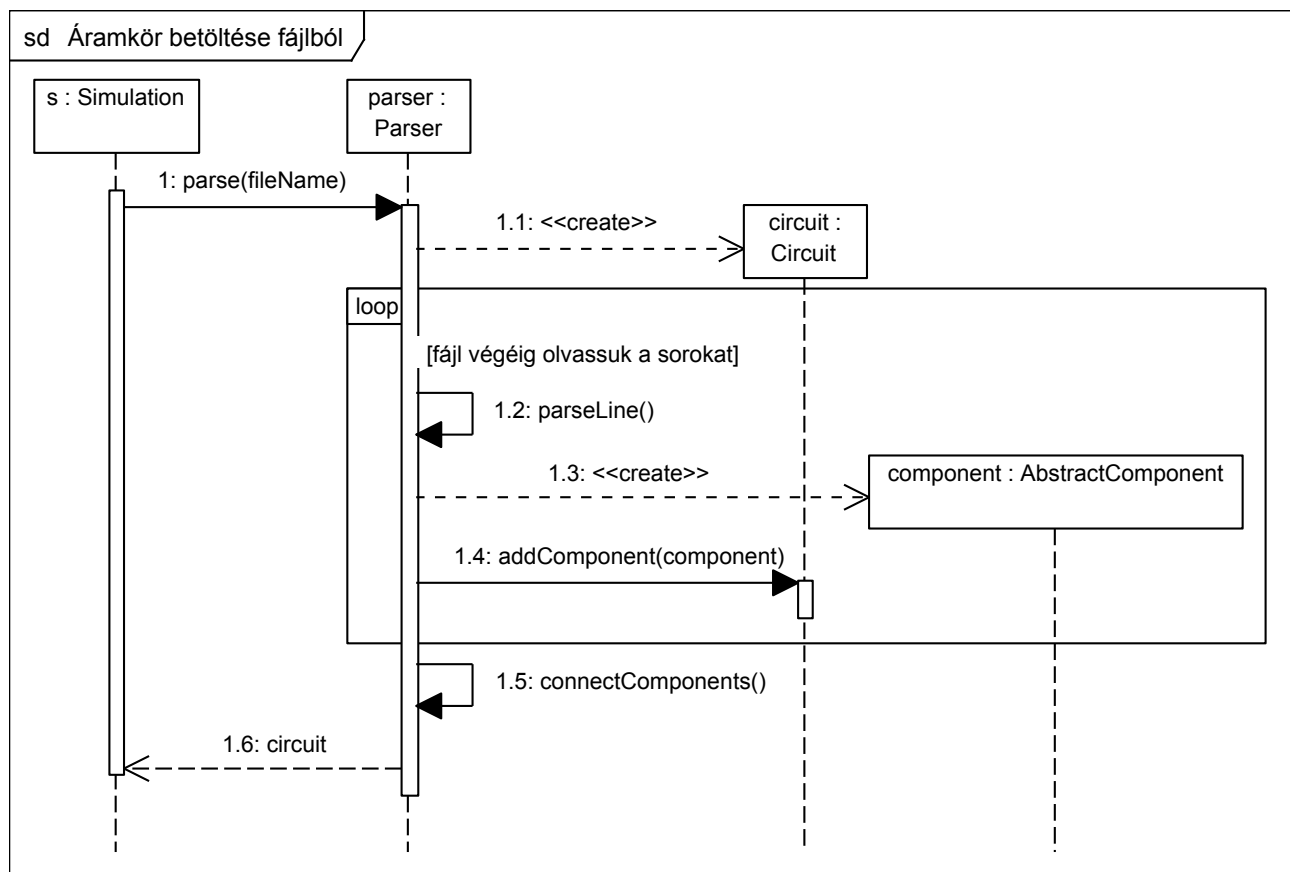 sd Áramkör betöltése fájlból
s : Simulation
parser :
Parser
1: parse(fileName)
1.1: <<create>>
circuit :
Circuit
loop
[fájl végéig olvassuk a sorokat]
1.2: parseLine()
1.3: <<create>>
component : AbstractComponent
1.4: addComponent(component)
1.5: connectComponents()
1.6: circuit